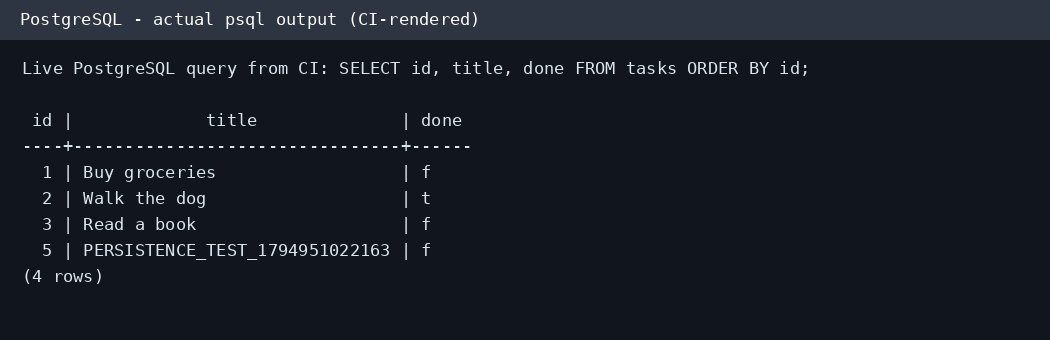 PostgreSQL - actual psql output (CI-rendered)
Live PostgreSQL query from CI: SELECT id, title, done FROM tasks ORDER BY id;
 id |             title              | done
----+--------------------------------+------
  1 | Buy groceries                  | f
  2 | Walk the dog                   | t
  3 | Read a book                    | f
  5 | PERSISTENCE_TEST_1794951022163 | f
(4 rows)